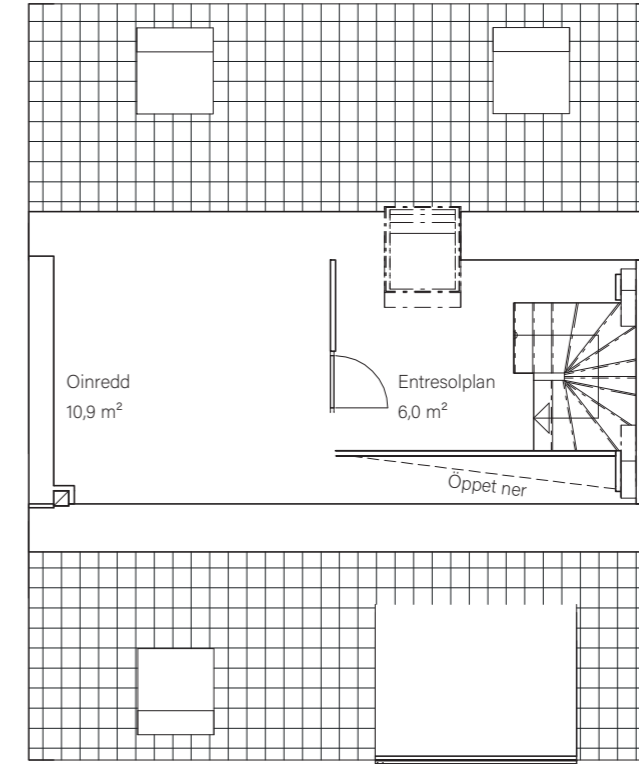 Oinredd
10,9 m²
Entresolplan
6,0 m²
Öppet ner